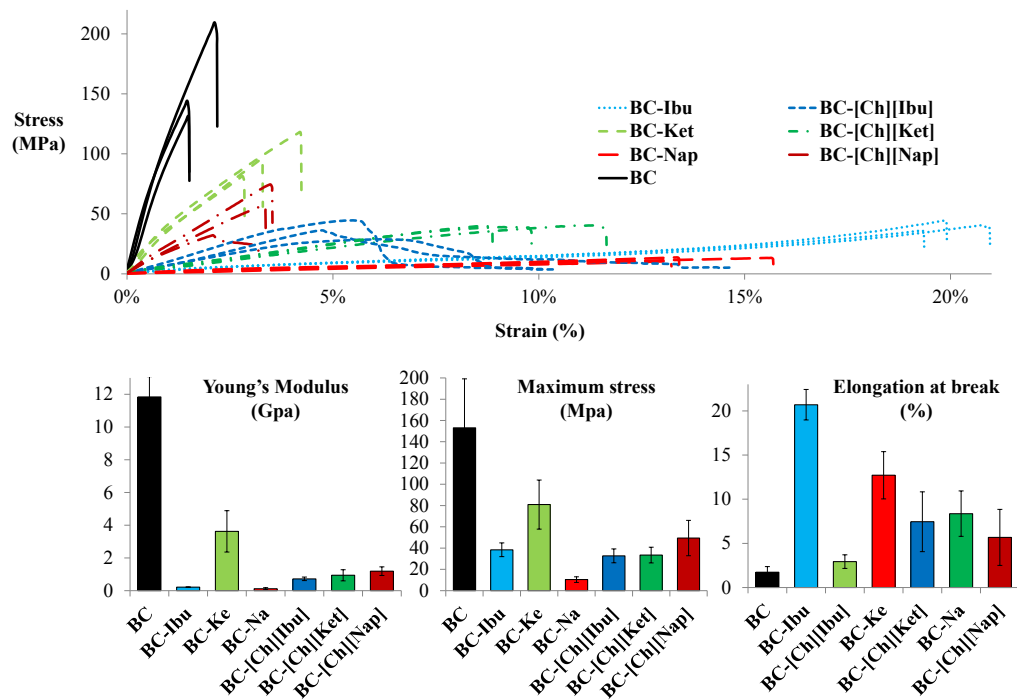 200
150
100
50
0
Stress
(MPa)
BC-Ibu
BC-[Ch][Ibu]
BC-Ket
BC-[Ch][Ket]
BC-Nap
BC-[Ch][Nap]
BC
0%
5%
10%
15%
20%
Strain (%)
Young's Modulus
(Gpa)
12
10
8
6
4
2
0
BC
BC-Ibu
BC-Ke
BC-Na
BC-[Ch][Ibu]
BC-[Ch][Ket]
BC-[Ch][Nap]
Maximum stress
(Mpa)
200
180
160
140
120
100
80
60
40
20
0
BC
BC-Ibu
BC-Ke
BC-Na
BC-[Ch][Ibu]
BC-[Ch][Ket]
BC-[Ch][Nap]
Elongation at break
(%)
20
15
10
5
0
BC
BC-Ibu
BC-[Ch][Ibu]
BC-Ke
BC-[Ch][Ket]
BC-Na
BC-[Ch][Nap]